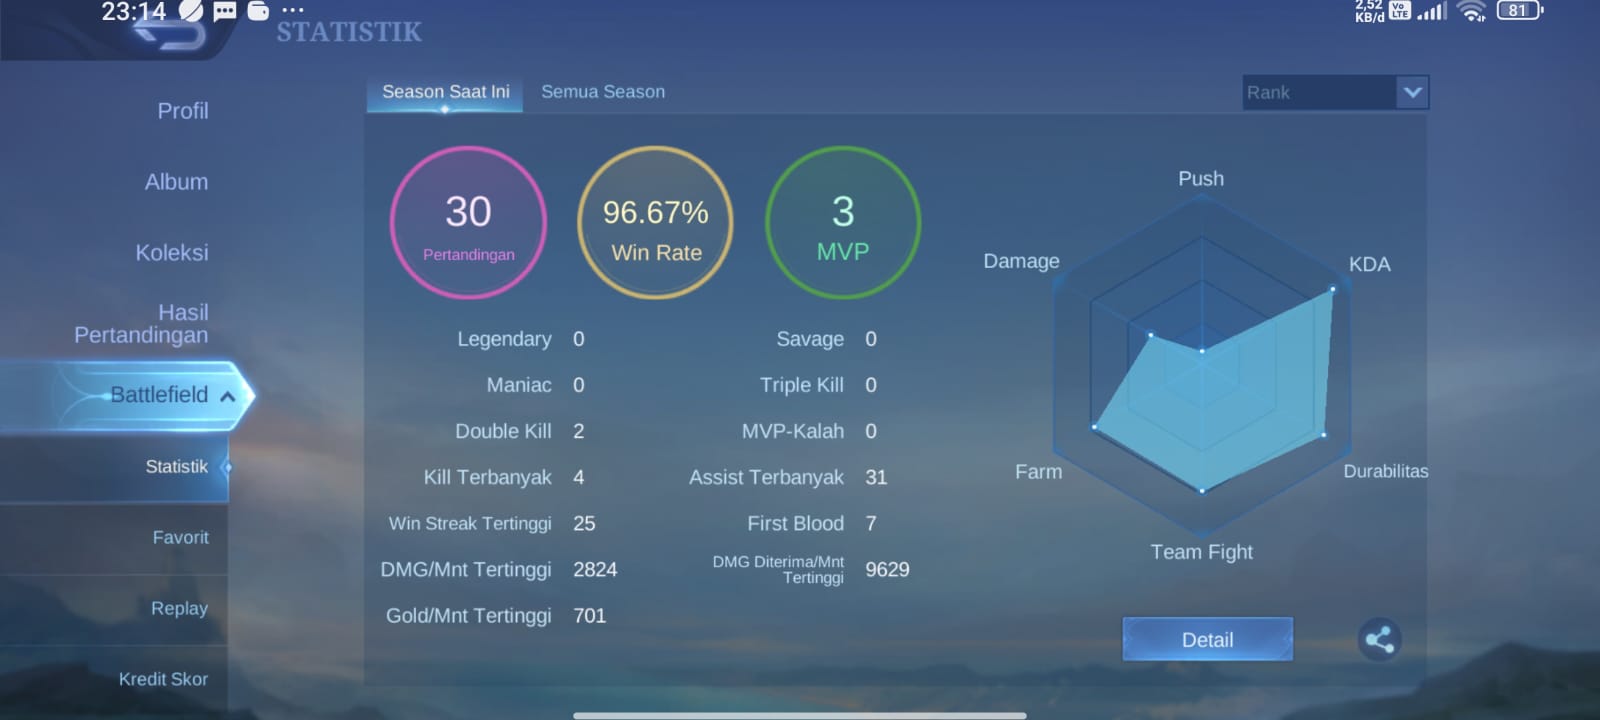 23:14
2,52
KB/d
Vo
LTE
81
STATISTIK
Season Saat Ini
Semua Season
Rank
Profil
Album
Koleksi
Hasil
Pertandingan
Battlefield
Statistik
Favorit
Replay
Kredit Skor
30
Pertandingan
96.67%
Win Rate
3
MVP
Legendary 0
Savage 0
Maniac 0
Triple Kill 0
Double Kill 2
MVP-Kalah 0
Kill Terbanyak 4
Assist Terbanyak 31
Win Streak Tertinggi 25
First Blood 7
DMG/Mnt Tertinggi 2824
DMG Diterima/Mnt
Tertinggi 9629
Gold/Mnt Tertinggi 701
Push
Damage
KDA
Farm
Durabilitas
Team Fight
Detail